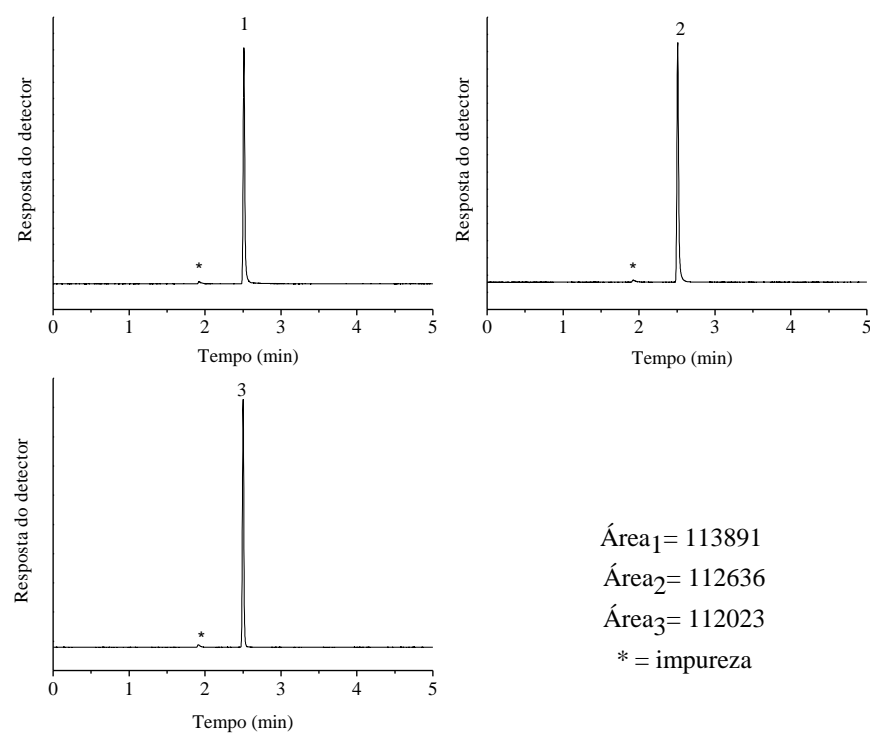 1
Resposta do detector
*
0 1 2 3 4 5
Tempo (min)
2
Resposta do detector
*
0 1 2 3 4 5
Tempo (min)
3
Resposta do detector
*
0 1 2 3 4 5
Tempo (min)
Área1= 113891
Área2= 112636
Área3= 112023
* = impureza